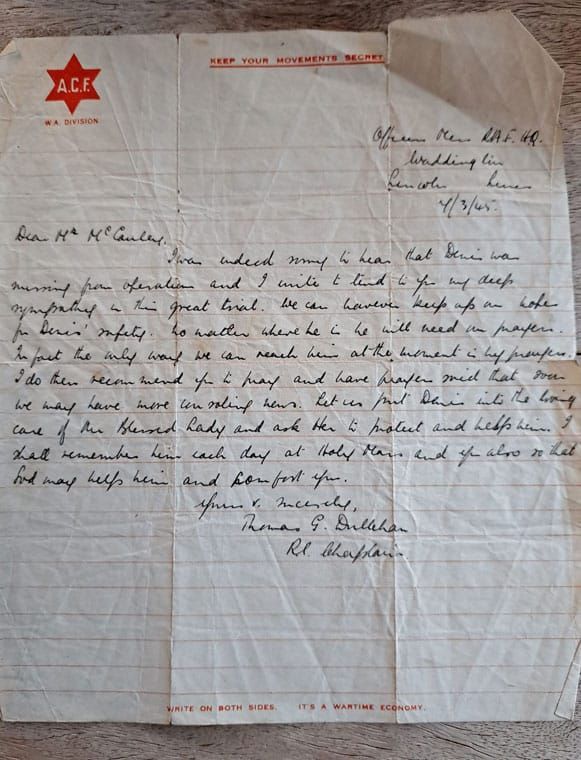 A.C.F.
W.A. DIVISION
KEEP YOUR MOVEMENTS SECRET
Officers Mess RAF. H.Q.
Waddington
Lincoln Lincs
7/3/45.
Dear Mrs McCauley,
I was indeed sorry to hear that Denis was
missing from operation and I write to tend to you my deep
sympathy in this great trial. We can however keep up our hopes
for Denis' safety. No matter where he is he will need our prayers.
In fact the only way we can reach him at the moment is by prayers.
I do then recommend you to pray and have prayers said that soon
we may have more consoling news. Let us put Denis into the loving
care of Our Blessed Lady and ask Her to protect and help him. I
shall remember him each day at Holy Mass and you also so that
God may help him and comfort you.
Yours v. sincerely,
Thomas G.
R.C. Chaplain.
WRITE ON BOTH SIDES. IT'S A WARTIME ECONOMY.